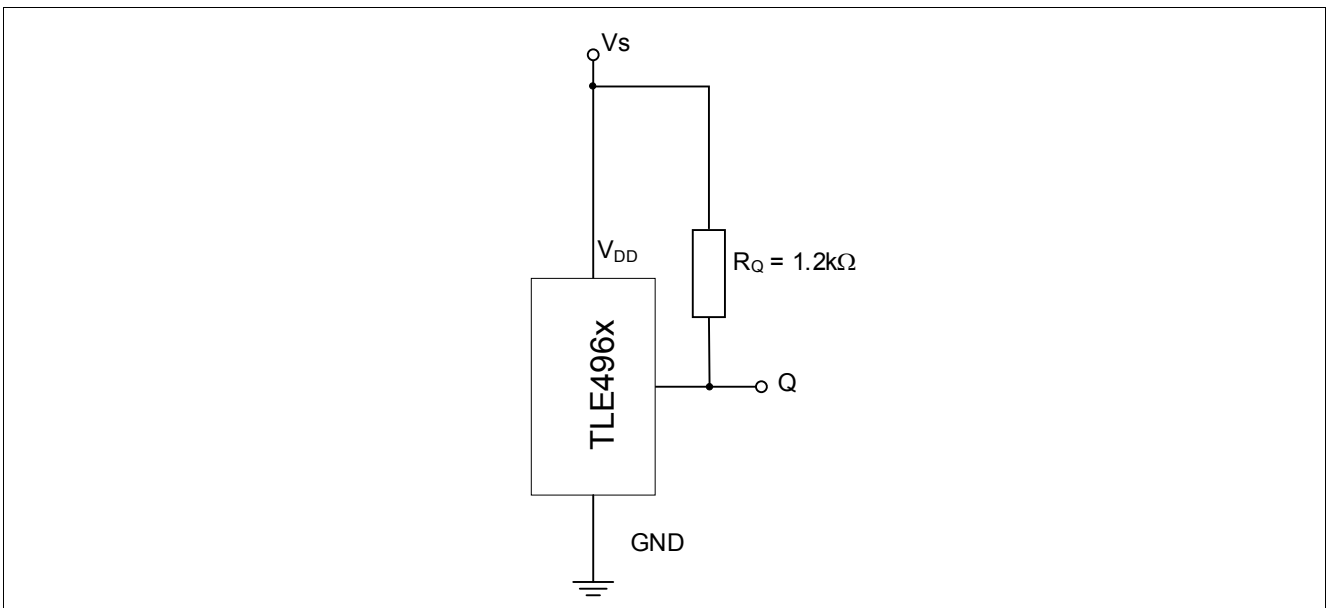 Vs
VDD
RQ = 1.2kΩ
TLE496x
Q
GND